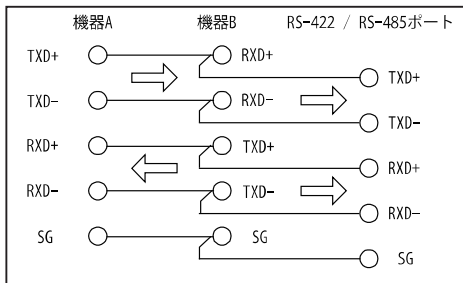 機器A 機器B RS-422 / RS-485ポート
TXD+ RXD+ TXD+
TXD− RXD− TXD−
RXD+ TXD+ RXD+
RXD− TXD− RXD−
SG SG SG